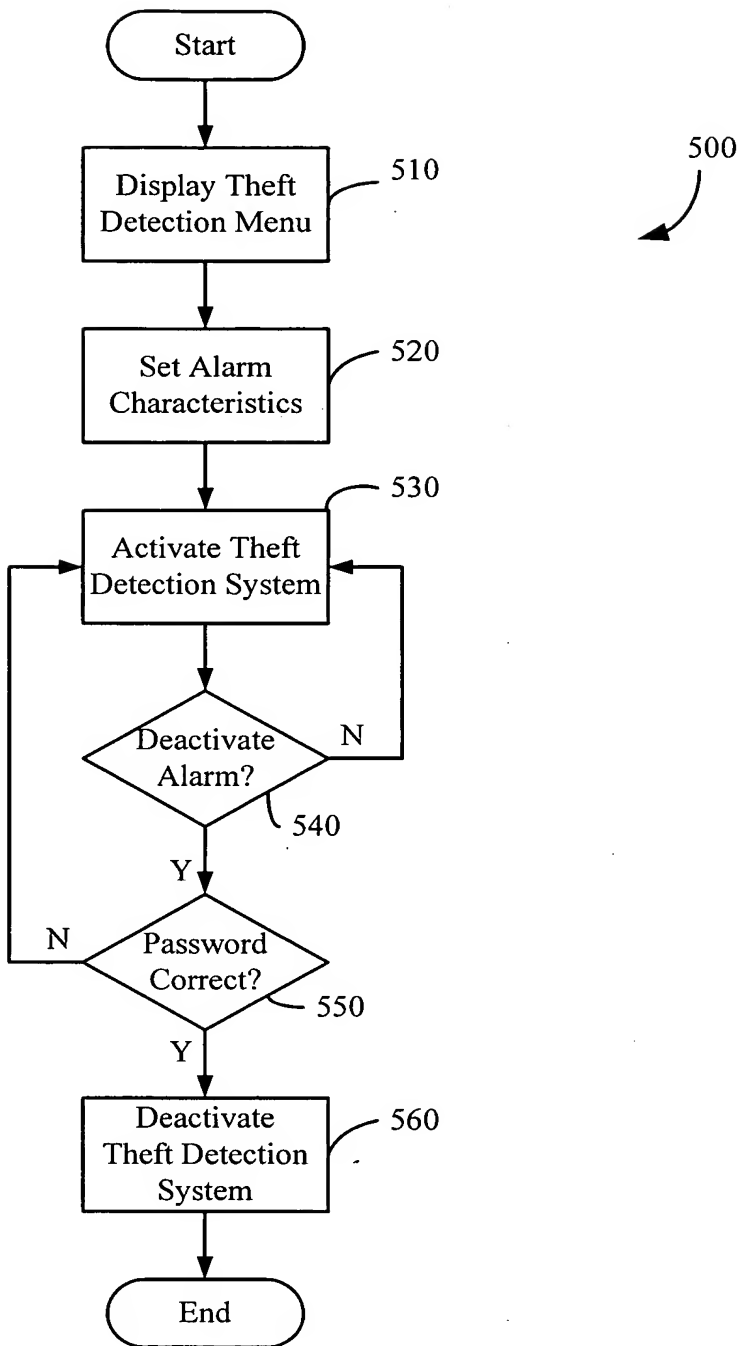 Start
500
Display Theft
Detection Menu
510
Set Alarm
Characteristics
520
Activate Theft
Detection System
530
Deactivate
Alarm?
N
540
Y
Password
Correct?
N
550
Y
Deactivate
Theft Detection
System
560
End